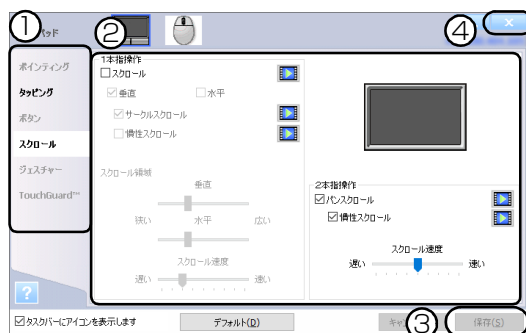 ①
②
④
パッド
×
ポインティング
タッピング
ボタン
スクロール
ジェスチャー
TouchGuard™
1本指操作
スクロール
垂直 水平
サークルスクロール
慣性スクロール
スクロール領域
垂直
狭い 水平 広い
スクロール速度
遅い 速い
2本指操作
パンスクロール
慣性スクロール
スクロール速度
遅い 速い
?
タスクバーにアイコンを表示します
デフォルト(D)
キャ
③
保存(S)